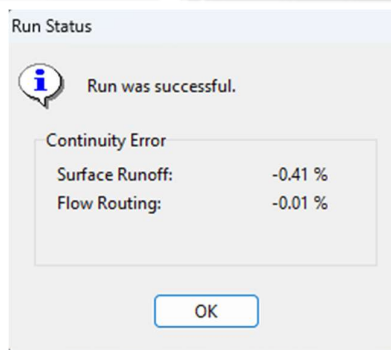 Run Status
Run was successful.
Continuity Error
Surface Runoff: -0.41 %
Flow Routing: -0.01 %
OK